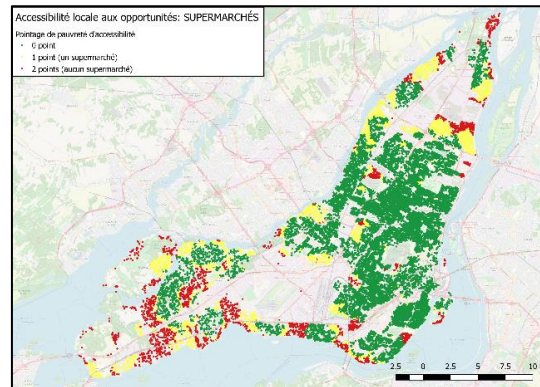 Accessibilité locale aux opportunités: SUPERMARCHÉS
Pointage de pauvreté d'accessibilité
0 point
1 point (un supermarché)
2 points (aucun supermarché)
2.5 0 2.5 5 7.5 10